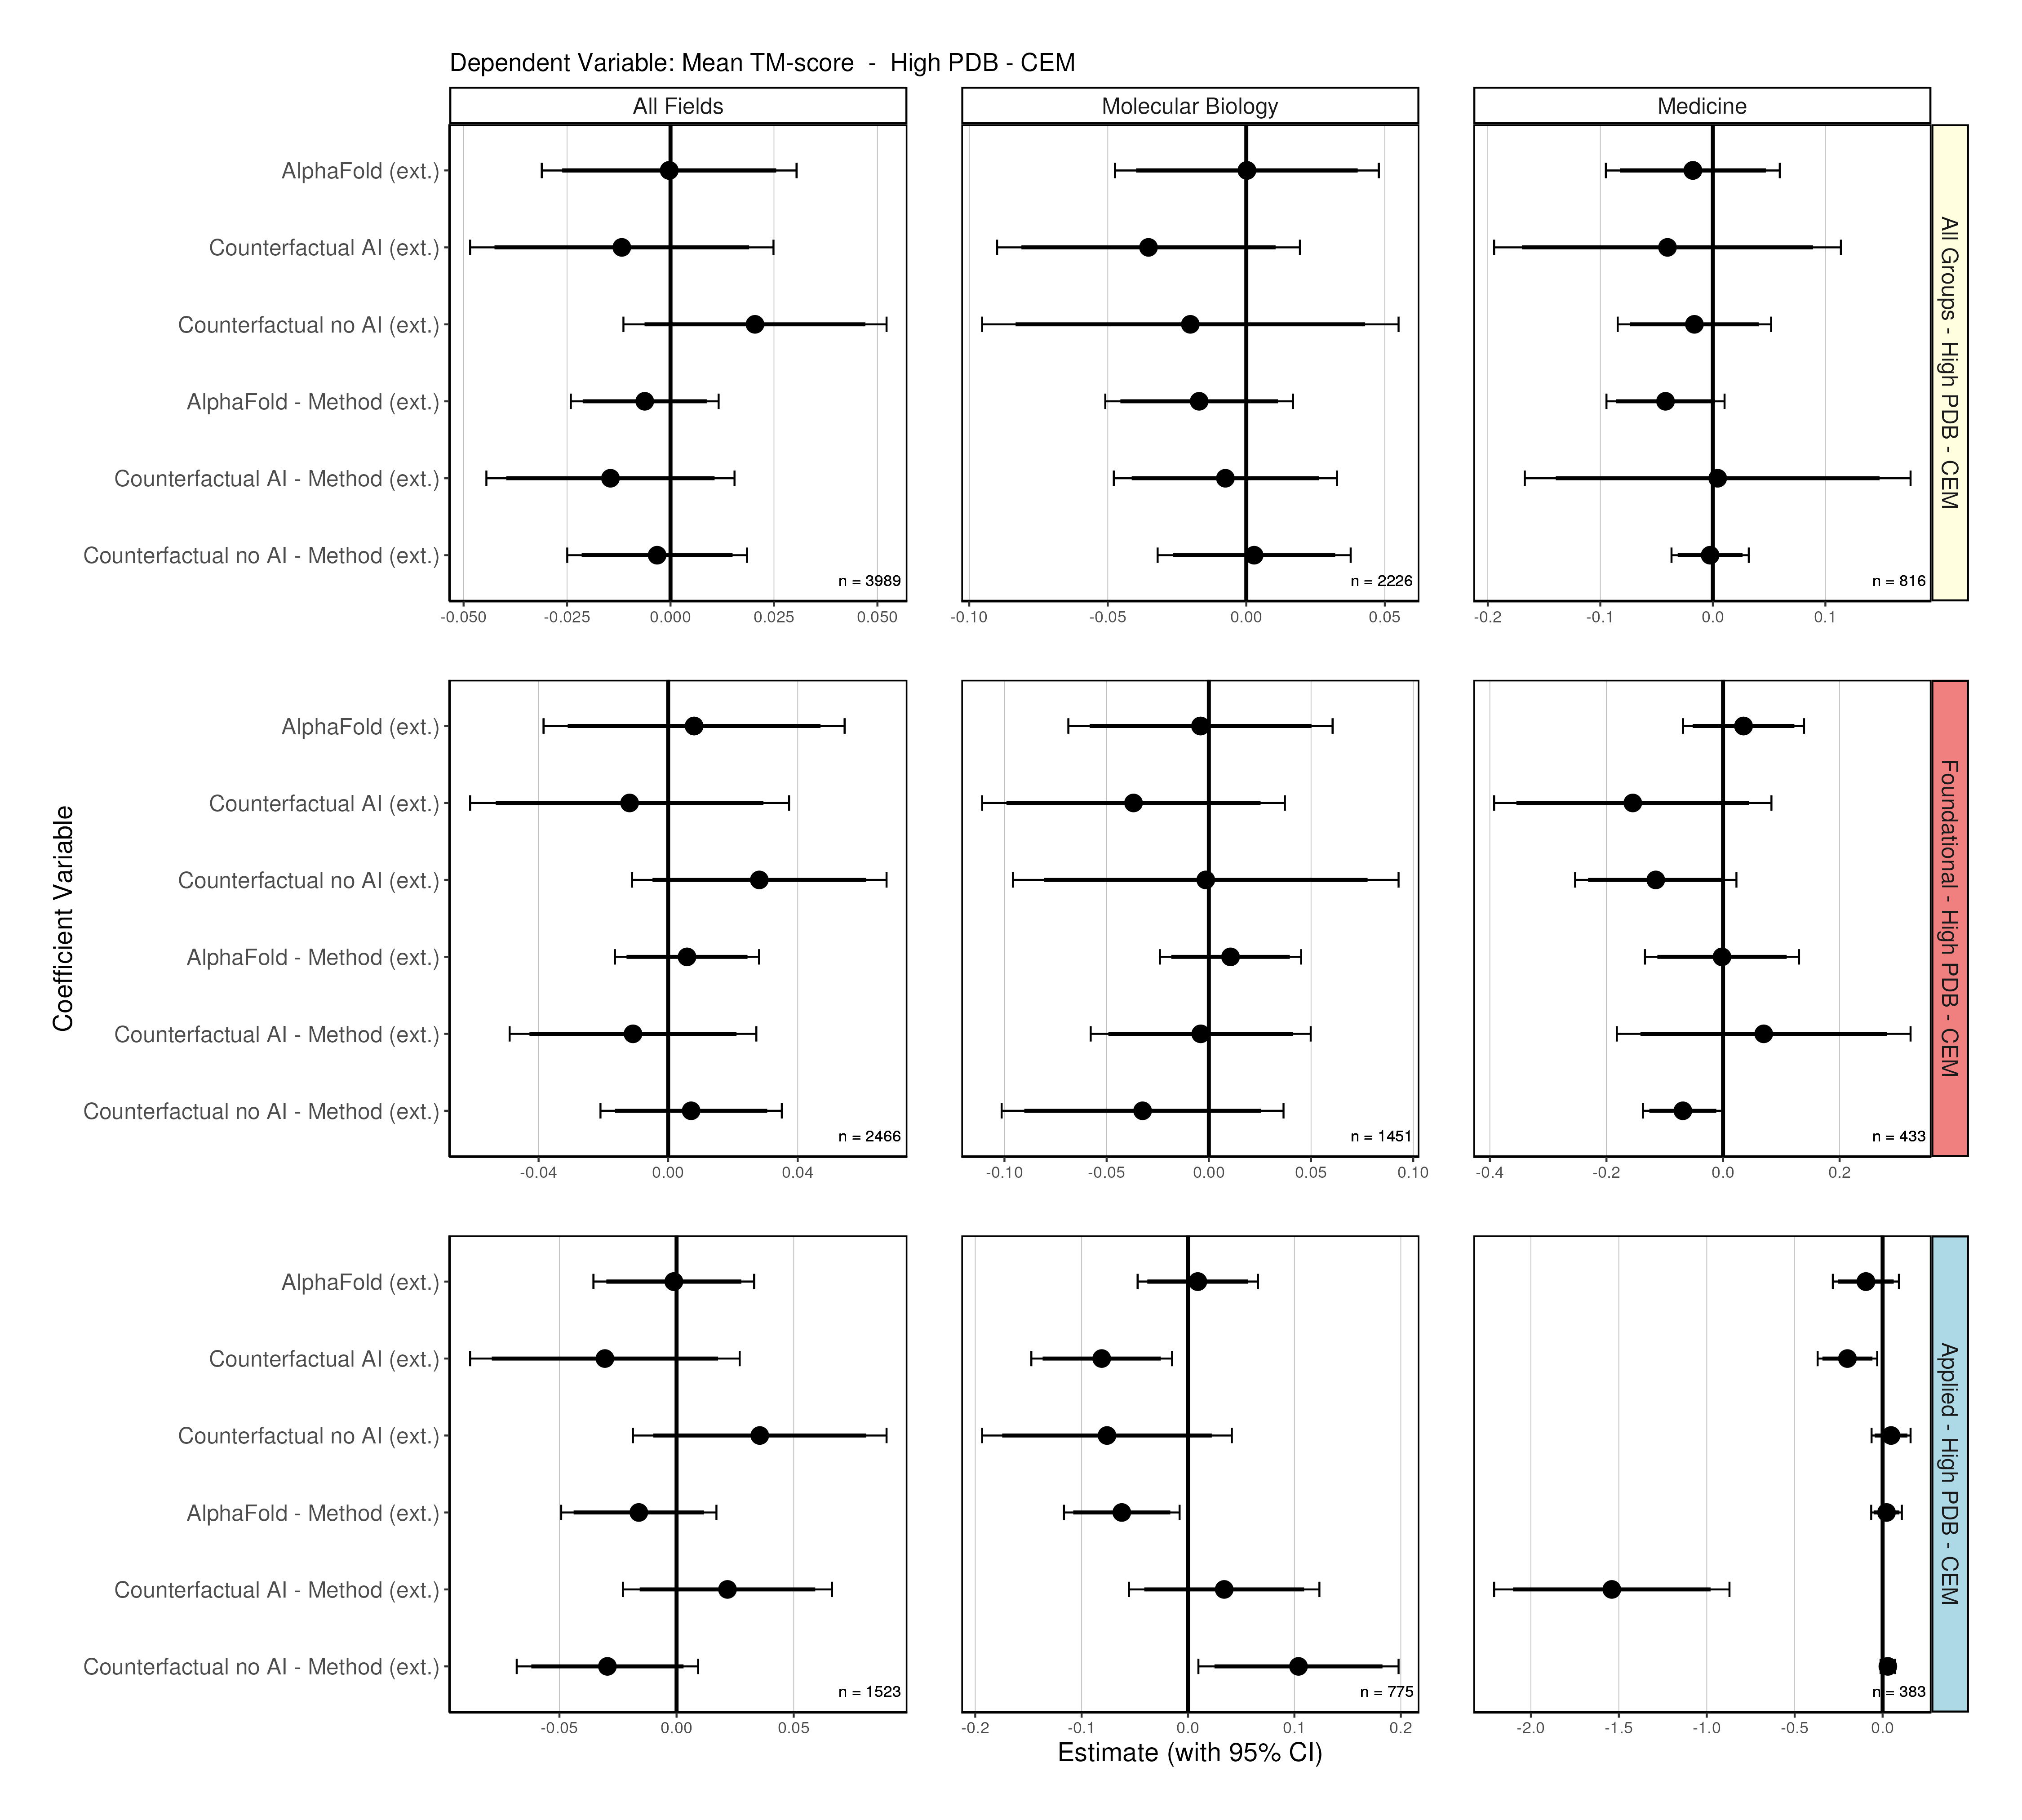 Dependent Variable: Mean TM-score - High PDB - CEM
All Fields
Molecular Biology
Medicine
AlphaFold (ext.)
Counterfactual AI (ext.)
Counterfactual no AI (ext.)
AlphaFold - Method (ext.)
Counterfactual AI - Method (ext.)
Counterfactual no AI - Method (ext.)
n = 3989
n = 2226
n = 816
All Groups - High PDB - CEM
-0.050 -0.025 0.000 0.025 0.050
-0.10 -0.05 0.00 0.05
-0.2 -0.1 0.0 0.1
Coefficient Variable
AlphaFold (ext.)
Counterfactual AI (ext.)
Counterfactual no AI (ext.)
AlphaFold - Method (ext.)
Counterfactual AI - Method (ext.)
Counterfactual no AI - Method (ext.)
n = 2466
n = 1451
n = 433
Foundational - High PDB - CEM
-0.04 0.00 0.04
-0.10 -0.05 0.00 0.05 0.10
-0.4 -0.2 0.0 0.2
AlphaFold (ext.)
Counterfactual AI (ext.)
Counterfactual no AI (ext.)
AlphaFold - Method (ext.)
Counterfactual AI - Method (ext.)
Counterfactual no AI - Method (ext.)
n = 1523
n = 775
n = 383
Applied - High PDB - CEM
-0.05 0.00 0.05
-0.2 -0.1 0.0 0.1 0.2
-2.0 -1.5 -1.0 -0.5 0.0
Estimate (with 95% CI)